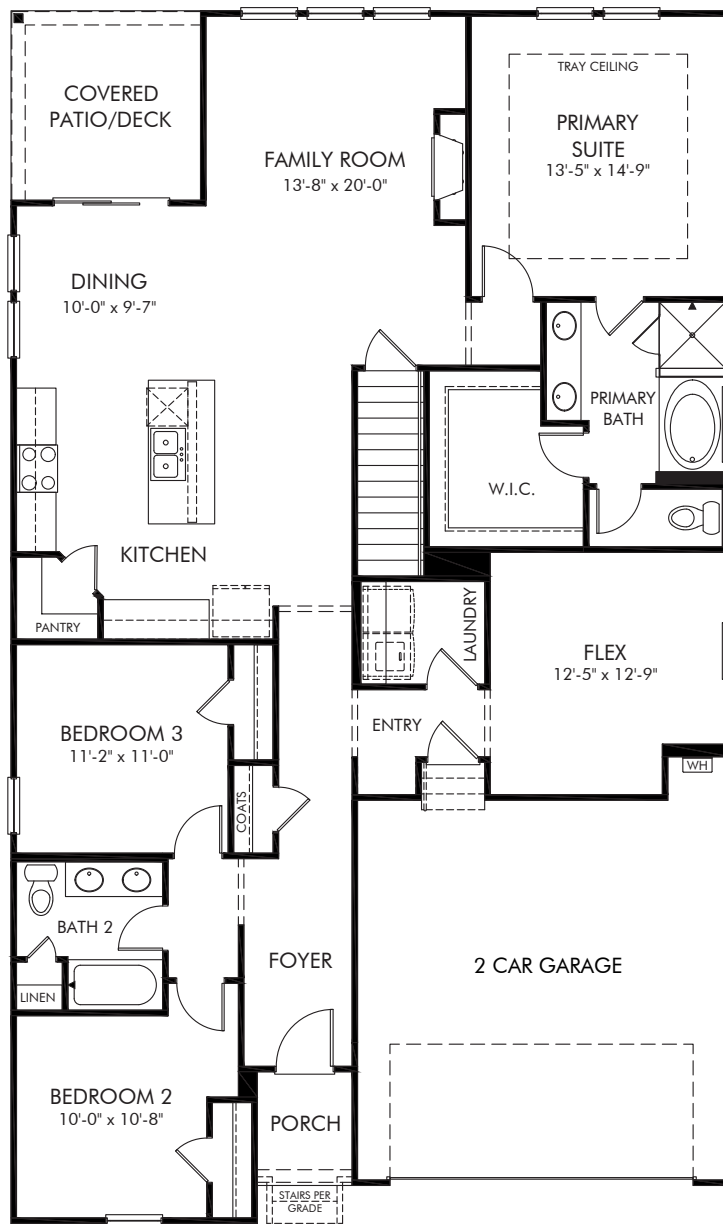 TRAY CEILING
COVERED
PATIO/DECK
PRIMARY
SUITE
13'-5" x 14'-9"
FAMILY ROOM
13'-8" x 20'-0"
DINING
10'-0" x 9'-7"
PRIMARY
BATH
W.I.C.
KITCHEN
PANTRY
LAUNDRY
FLEX
12'-5" x 12'-9"
ENTRY
BEDROOM 3
11'-2" x 11'-0"
WH
COATS
BATH 2
FOYER
2 CAR GARAGE
LINEN
BEDROOM 2
10'-0" x 10'-8"
PORCH
STAIRS PER
GRADE